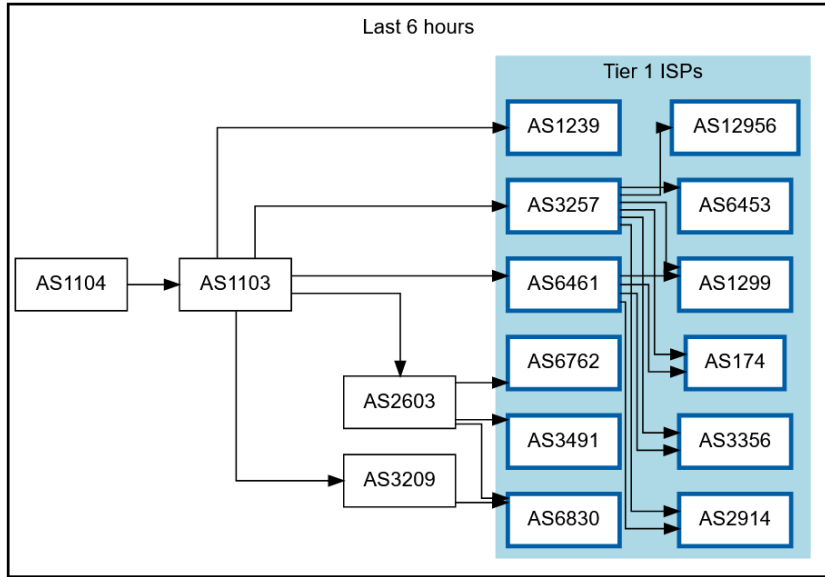 Last 6 hours
Tier 1 ISPs
AS1239
AS12956
AS3257
AS6453
AS1104
AS1103
AS6461
AS1299
AS6762
AS174
AS2603
AS3491
AS3356
AS3209
AS6830
AS2914